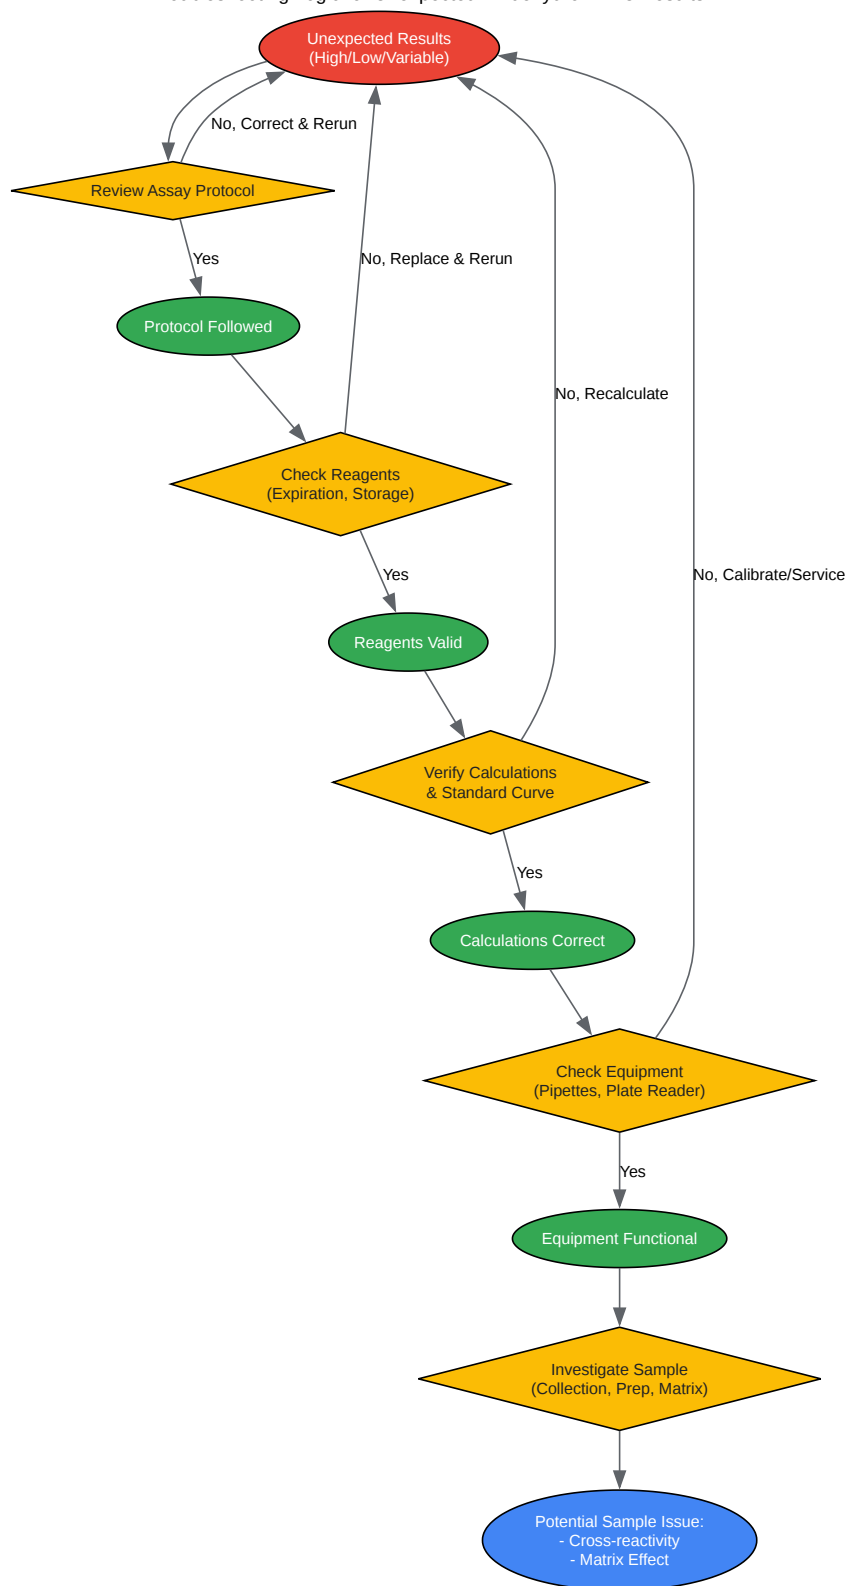 Unexpected Results
(High/Low/Variable)
No, Correct & Rerun
Review Assay Protocol
Yes
No, Replace & Rerun
Protocol Followed
No, Recalculate
Check Reagents
(Expiration, Storage)
Yes
No, Calibrate/Service
Reagents Valid
Verify Calculations
& Standard Curve
Yes
Calculations Correct
Check Equipment
(Pipettes, Plate Reader)
Yes
Equipment Functional
Investigate Sample
(Collection, Prep, Matrix)
Potential Sample Issue:
- Cross-reactivity
- Matrix Effect